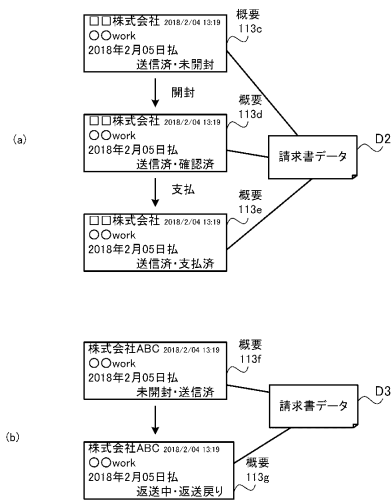 □□株式会社 2018/2/04 13:19
〇〇work
2018年2月05日払
送信済・未開封
概要
113c
開封
(a)
□□株式会社 2018/2/04 13:19
〇〇work
2018年2月05日払
送信済・確認済
概要
113d
請求書データ
D2
支払
□□株式会社 2018/2/04 13:19
〇〇work
2018年2月05日払
送信済・支払済
概要
113e
株式会社ABC 2018/2/04 13:19
〇〇work
2018年2月05日払
未開封・送信済
概要
113f
請求書データ
D3
(b)
株式会社ABC 2018/2/04 13:19
〇〇work
2018年2月05日払
返送中・返送戻り
概要
113g